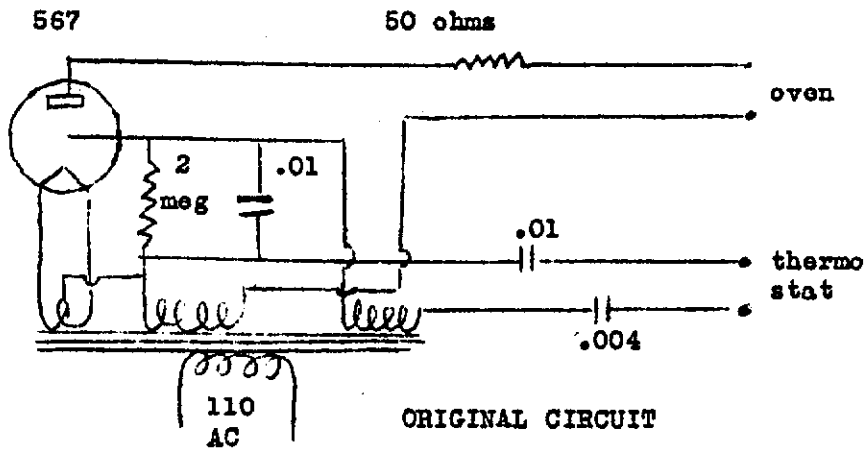 567
50 ohms
oven
2
meg
.01
.01
thermo
stat
.004
110
AC
ORIGINAL CIRCUIT